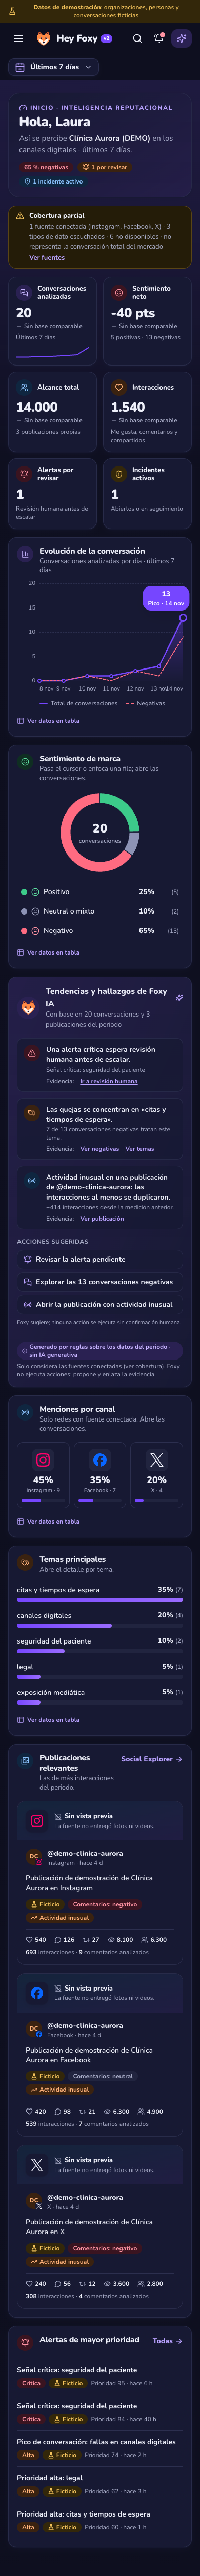 Datos de demostración: organizaciones, personas y
conversaciones ficticias
Hey Foxy v2
Últimos 7 días
INICIO · INTELIGENCIA REPUTACIONAL
Hola, Laura
Así se percibe Clínica Aurora (DEMO) en los
canales digitales · últimos 7 días.
65 % negativas
1 por revisar
1 incidente activo
Cobertura parcial
1 fuente conectada (Instagram, Facebook, X) · 3
tipos de dato escuchados · 6 no disponibles · no
representa la conversación total del mercado
Ver fuentes
Conversaciones
analizadas
20
— Sin base comparable
Últimos 7 días
Sentimiento
neto
-40 pts
— Sin base comparable
5 positivas · 13 negativas
Alcance total
14.000
— Sin base comparable
3 publicaciones propias
Interacciones
1.540
— Sin base comparable
Me gusta, comentarios y
compartidos
Alertas por
revisar
1
Revisión humana antes de
escalar
Incidentes
activos
1
Abiertos o en seguimiento
Evolución de la conversación
Conversaciones analizadas por día · últimos 7
días
20
15
10
5
0
13
Pico · 14 nov
8 nov 9 nov 10 nov 11 nov 12 nov 13 nov 14 nov
Total de conversaciones
Negativas
Ver datos en tabla
Sentimiento de marca
Pasa el cursor o enfoca una fila; abre las
conversaciones.
20
conversaciones
Positivo 25% (5)
Neutral o mixto 10% (2)
Negativo 65% (13)
Ver datos en tabla
Tendencias y hallazgos de Foxy
IA
Con base en 20 conversaciones y 3
publicaciones del periodo
Una alerta crítica espera revisión
humana antes de escalar.
Señal crítica: seguridad del paciente
Evidencia: Ir a revisión humana
Las quejas se concentran en «citas y
tiempos de espera».
7 de 13 conversaciones negativas tratan este
tema.
Evidencia: Ver negativas Ver temas
Actividad inusual en una publicación
de @demo-clinica-aurora: las
interacciones al menos se duplicaron.
+414 interacciones desde la medición anterior.
Evidencia: Ver publicación
ACCIONES SUGERIDAS
Revisar la alerta pendiente
Explorar las 13 conversaciones negativas
Abrir la publicación con actividad inusual
Foxy sugiere; ninguna acción se ejecuta sin confirmación humana.
Generado por reglas sobre los datos del periodo ·
sin IA generativa
Solo considera las fuentes conectadas (ver cobertura). Foxy
no ejecuta acciones: propone y enlaza la evidencia.
Menciones por canal
Solo redes con fuente conectada. Abre las
conversaciones.
45%
Instagram · 9
35%
Facebook · 7
20%
X · 4
Ver datos en tabla
Temas principales
Abre el detalle por tema.
citas y tiempos de espera 35% (7)
canales digitales 20% (4)
seguridad del paciente 10% (2)
legal 5% (1)
exposición mediática 5% (1)
Ver datos en tabla
Publicaciones
relevantes
Las de más interacciones
del periodo.
Social Explorer
Sin vista previa
La fuente no entregó fotos ni videos.
DC
@demo-clinica-aurora
Instagram · hace 4 d
Publicación de demostración de Clínica
Aurora en Instagram
Ficticio
Comentarios: negativo
Actividad inusual
540 126 27 8.100 6.300
693 interacciones · 9 comentarios analizados
Sin vista previa
La fuente no entregó fotos ni videos.
DC
@demo-clinica-aurora
Facebook · hace 4 d
Publicación de demostración de Clínica
Aurora en Facebook
Ficticio
Comentarios: neutral
Actividad inusual
420 98 21 6.300 4.900
539 interacciones · 7 comentarios analizados
Sin vista previa
La fuente no entregó fotos ni videos.
DC
@demo-clinica-aurora
X · hace 4 d
Publicación de demostración de Clínica
Aurora en X
Ficticio
Comentarios: negativo
Actividad inusual
240 56 12 3.600 2.800
308 interacciones · 4 comentarios analizados
Alertas de mayor prioridad
Todas
Señal crítica: seguridad del paciente
Crítica Ficticio Prioridad 95 · hace 6 h
Señal crítica: seguridad del paciente
Crítica Ficticio Prioridad 84 · hace 40 h
Pico de conversación: fallas en canales digitales
Alta Ficticio Prioridad 74 · hace 2 h
Prioridad alta: legal
Alta Ficticio Prioridad 62 · hace 3 h
Prioridad alta: citas y tiempos de espera
Alta Ficticio Prioridad 60 · hace 1 h